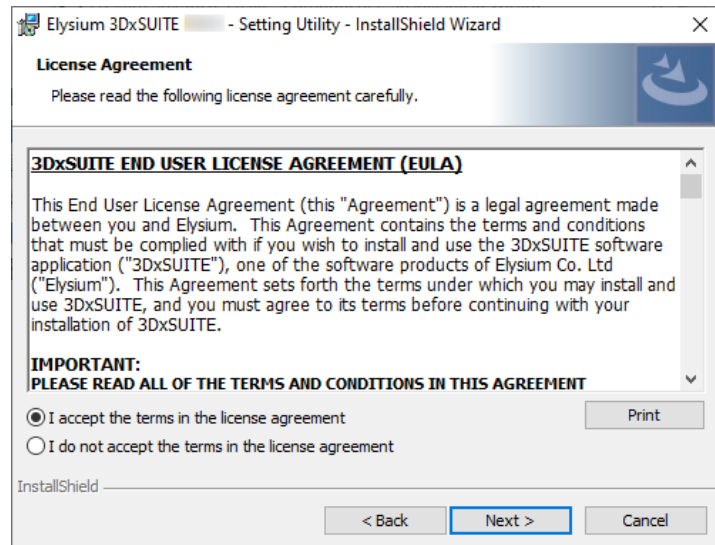 Elysium 3DxSUITE - Setting Utility - InstallShield Wizard
License Agreement
Please read the following license agreement carefully.
3DxSUITE END USER LICENSE AGREEMENT (EULA)
This End User License Agreement (this "Agreement") is a legal agreement made
between you and Elysium.  This Agreement contains the terms and conditions
that must be complied with if you wish to install and use the 3DxSUITE software
application ("3DxSUITE"), one of the software products of Elysium Co. Ltd
("Elysium").  This Agreement sets forth the terms under which you may install and
use 3DxSUITE, and you must agree to its terms before continuing with your
installation of 3DxSUITE.
IMPORTANT:
PLEASE READ ALL OF THE TERMS AND CONDITIONS IN THIS AGREEMENT
I accept the terms in the license agreement
Print
I do not accept the terms in the license agreement
InstallShield
< Back
Next >
Cancel